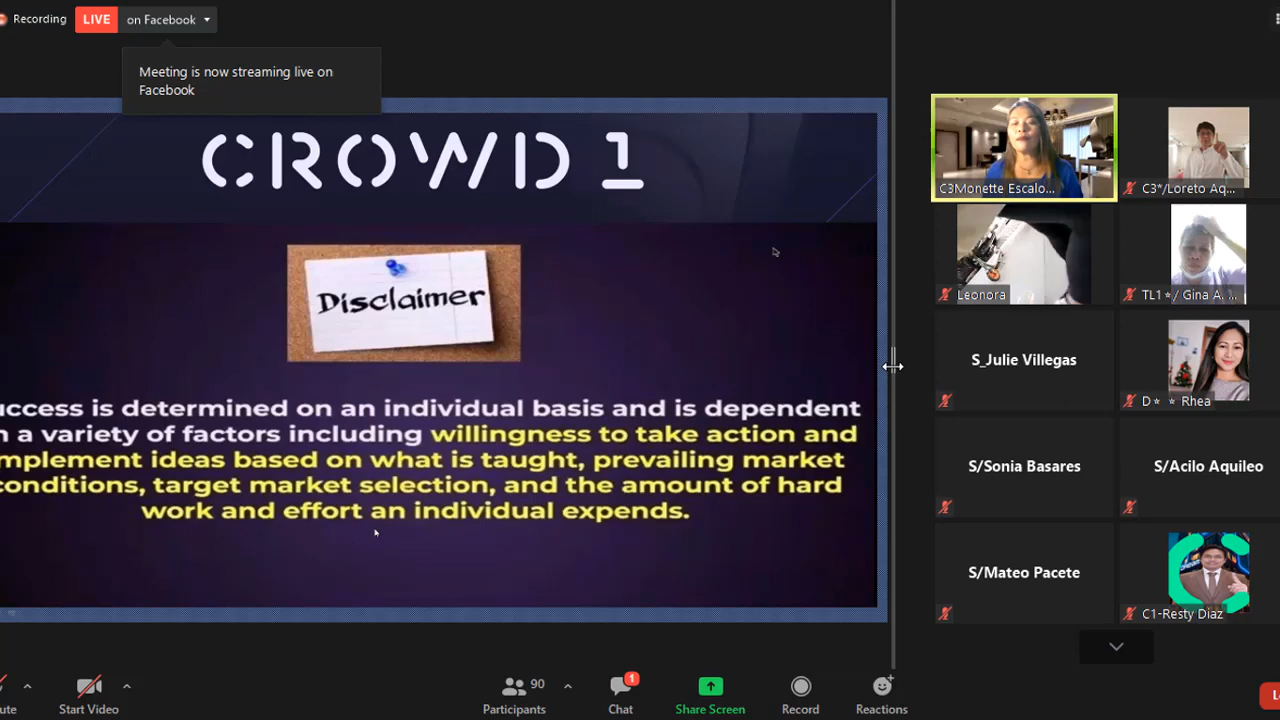 Recording
LIVE
on Facebook
Meeting is now streaming live on
Facebook
CROWD1
Disclaimer
uccess is determined on an individual basis and is dependent
n a variety of factors including willingness to take action and
mplement ideas based on what is taught, prevailing market
conditions, target market selection, and the amount of hard
work and effort an individual expends.
C3Monette Escalo...
C3*/Loreto Aq...
Leonora
TL1*/ Gina A. ...
S_Julie Villegas
D* * Rhea
S/Sonia Basares
S/Acilo Aquileo
S/Mateo Pacete
C1-Resty Diaz
ute
Start Video
90
Participants
1
Chat
Share Screen
Record
Reactions